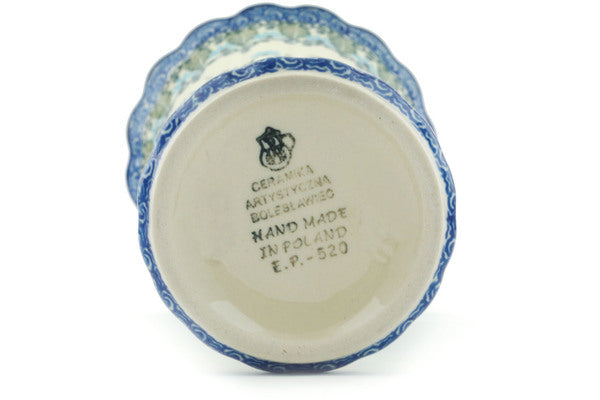 CERAMIKA
ARTYSTYCZNA
BOLESŁAWIEC
HAND MADE
IN POLAND
E.P.-520